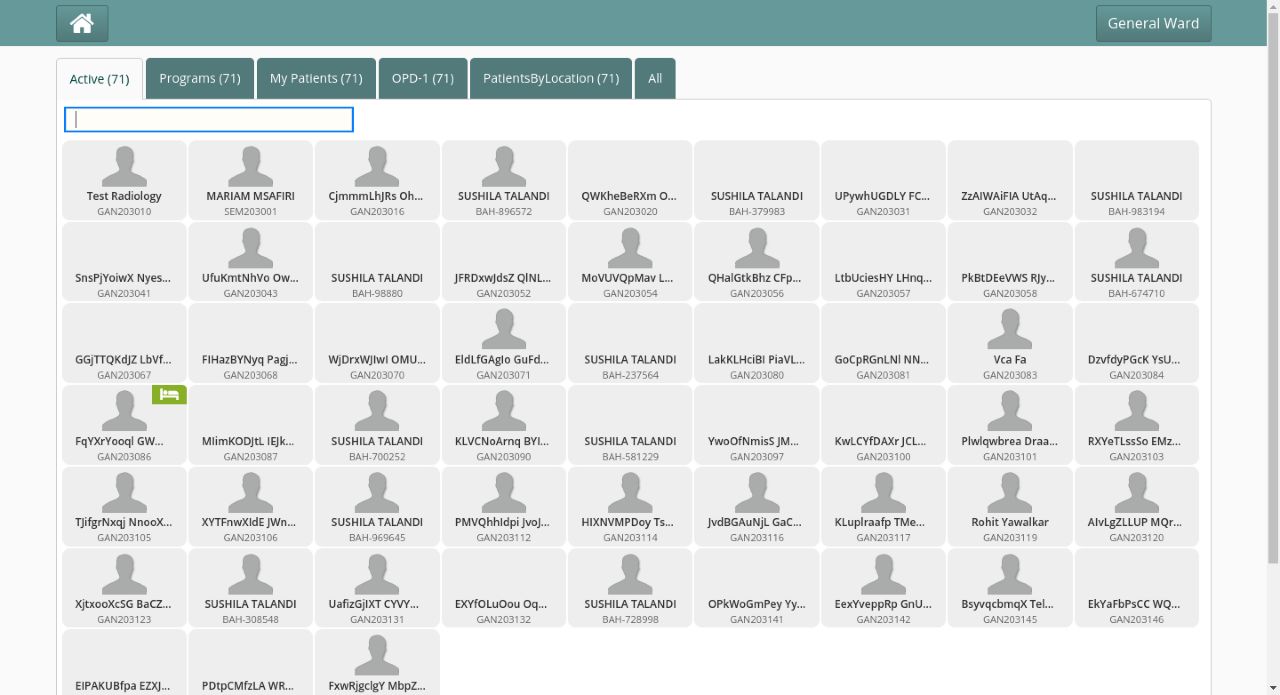 General Ward
Active (71)
Programs (71)
My Patients (71)
OPD-1 (71)
PatientsByLocation (71)
All
Test Radiology
GAN203010
MARIAM MSAFIRI
SEM203001
CjmmmLhJRs Oh...
GAN203016
SUSHILA TALANDI
BAH-896572
QWKheBeRXm O...
GAN203020
SUSHILA TALANDI
BAH-379983
UPywhUGDLY FC...
GAN203031
ZzAIWAiFIA UtAq...
GAN203032
SUSHILA TALANDI
BAH-983194
SnsPjYoiwX Nyes...
GAN203041
UfuKmtNhVo Ow...
GAN203043
SUSHILA TALANDI
BAH-98880
JFRDxwJdsZ QlNL...
GAN203052
MoVUVQpMav L...
GAN203054
QHalGtkBhz CFp...
GAN203056
LtbUciesHY LHnq...
GAN203057
PkBtDEeVWS RJy...
GAN203058
SUSHILA TALANDI
BAH-674710
GGjTTQKdJZ LbVf...
GAN203067
FIHazBYNyq Pagj...
GAN203068
WjDrxWJIwI OMU...
GAN203070
EldLfGAgIo GuFd...
GAN203071
SUSHILA TALANDI
BAH-237564
LakKLHciBI PiaVL...
GAN203080
GoCpRGnLNl NN...
GAN203081
Vca Fa
GAN203083
DzvfdyPGcK YsU...
GAN203084
FqYXrYooql GW...
GAN203086
MIimKODJtL IEJk...
GAN203087
SUSHILA TALANDI
BAH-700252
KLVCNoArnq BYI...
GAN203090
SUSHILA TALANDI
BAH-581229
YwoOfNmisS JM...
GAN203097
KwLCYfDAXr JCL...
GAN203100
Plwlqwbrea Draa...
GAN203101
RXYeTLssSo EMz...
GAN203103
TJifgrNxqj NnooX...
GAN203105
XYTFnwXIdE JWn...
GAN203106
SUSHILA TALANDI
BAH-969645
PMVQhhIdpi JvoJ...
GAN203112
HIXNVMPDoy Ts...
GAN203114
JvdBGAuNjL GaC...
GAN203116
KLuplraafp TMe...
GAN203117
Rohit Yawalkar
GAN203119
AIvLgZLLUP MQr...
GAN203120
XjtxooXcSG BaCZ...
GAN203123
SUSHILA TALANDI
BAH-308548
UafizGjIXT CYVY...
GAN203131
EXYfOLuOou Oq...
GAN203132
SUSHILA TALANDI
BAH-728998
OPkWoGmPey Yy...
GAN203141
EexYveppRp GnU...
GAN203142
BsyvqcbmqX Tel...
GAN203145
EkYaFbPsCC WQ...
GAN203146
EIPAKUBfpa EZXJ...
PDtpCMfzLA WR...
FxwRjgclgY MbpZ...